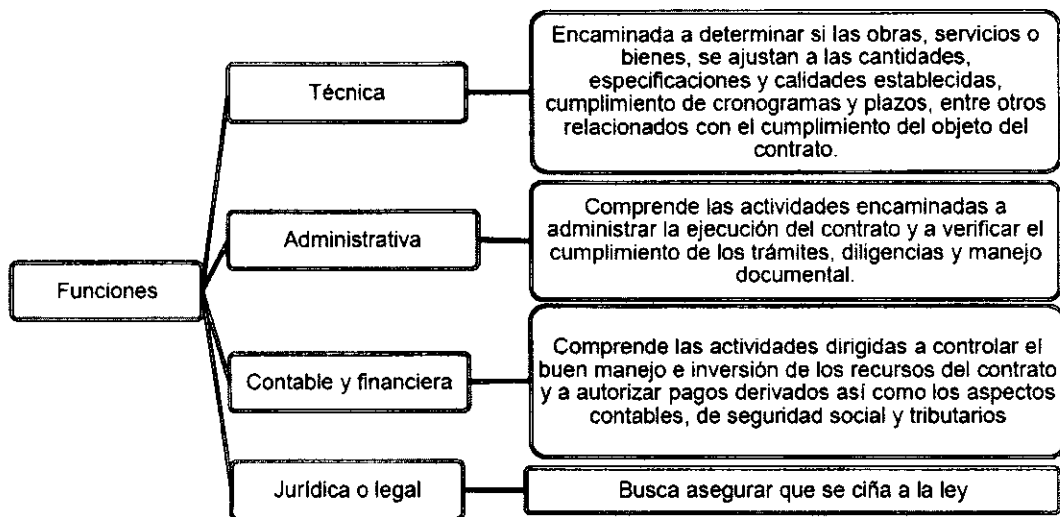 Funciones
Técnica
Encaminada a determinar si las obras, servicios o
bienes, se ajustan a las cantidades,
especificaciones y calidades establecidas,
cumplimiento de cronogramas y plazos, entre otros
relacionados con el cumplimiento del objeto del
contrato.
Administrativa
Comprende las actividades encaminadas a
administrar la ejecución del contrato y a verificar el
cumplimiento de los trámites, diligencias y manejo
documental.
Contable y financiera
Comprende las actividades dirigidas a controlar el
buen manejo e inversión de los recursos del contrato
y a autorizar pagos derivados así como los aspectos
contables, de seguridad social y tributarios
Jurídica o legal
Busca asegurar que se ciña a la ley